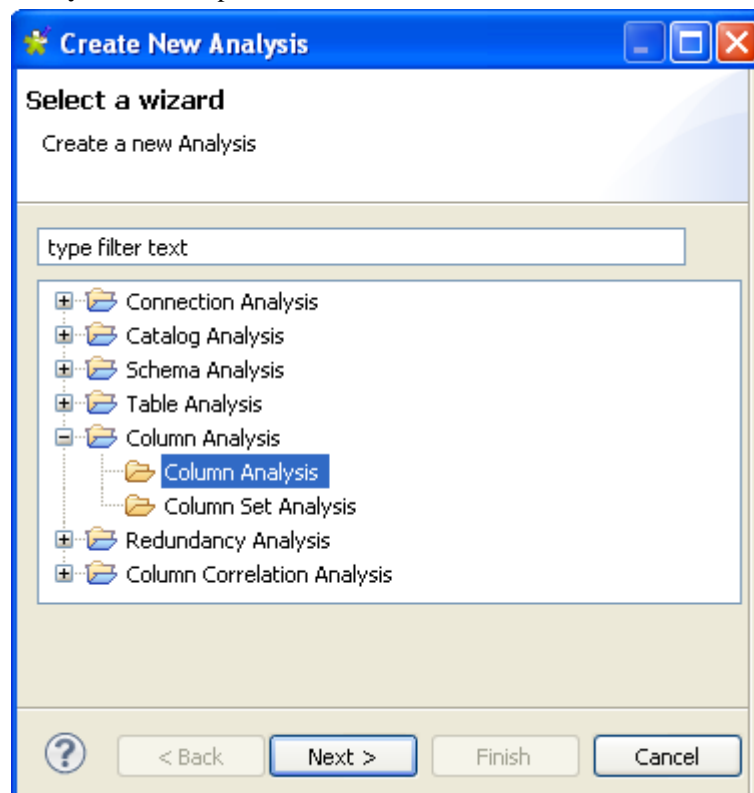 Create New Analysis
Select a wizard
Create a new Analysis
type filter text
Connection Analysis
Catalog Analysis
Schema Analysis
Table Analysis
Column Analysis
Column Analysis
Column Set Analysis
Redundancy Analysis
Column Correlation Analysis
? < Back Next > Finish Cancel